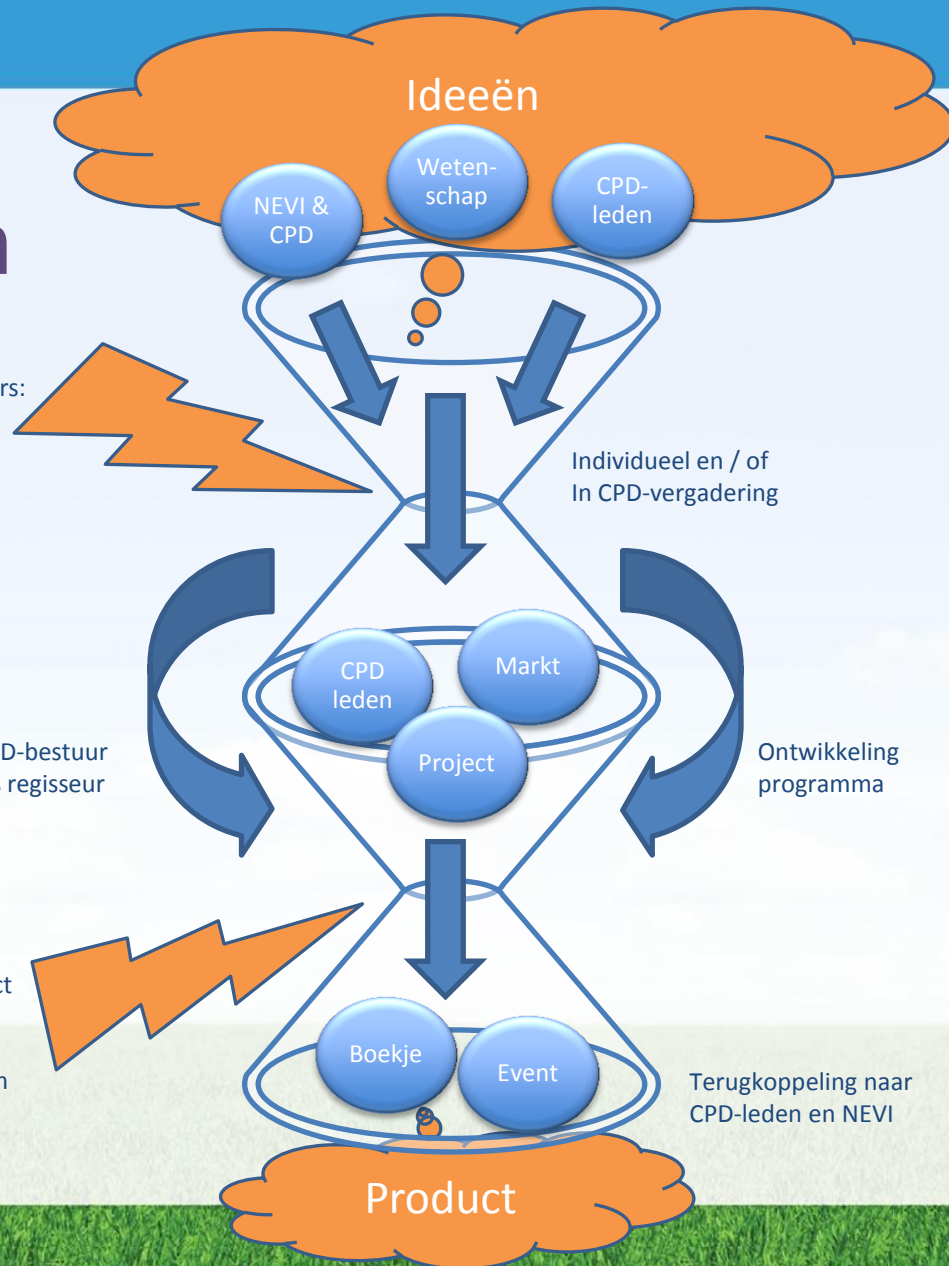 Ideeën
Weten-
schap
NEVI &
CPD
CPD-
leden
n
rs:
Individueel en / of
In CPD-vergadering
CPD
leden
Markt
Project
D-bestuur
s regisseur
Ontwikkeling
programma
ct
n
Boekje
Event
Terugkoppeling naar
CPD-leden en NEVI
Product